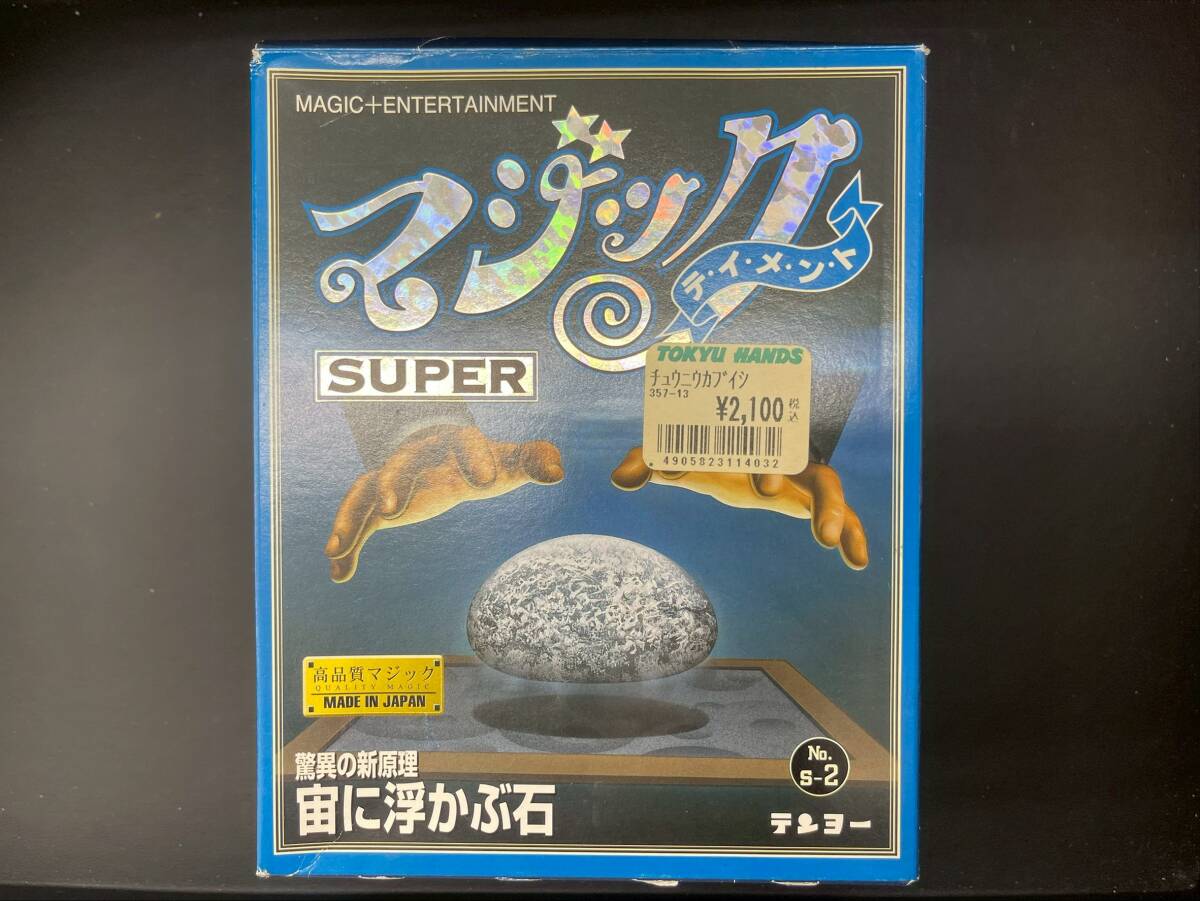 MAGIC+ENTERTAINMENT
マジック
テ・イ・メ・ン・ト
SUPER
TOKYU HANDS
チュウニウカブイシ
357-13
¥2,100 税込
4905823114032
高品質マジック
QUALITY MAGIC
MADE IN JAPAN
驚異の新原理
宙に浮かぶ石
No.
S-2
テンヨー